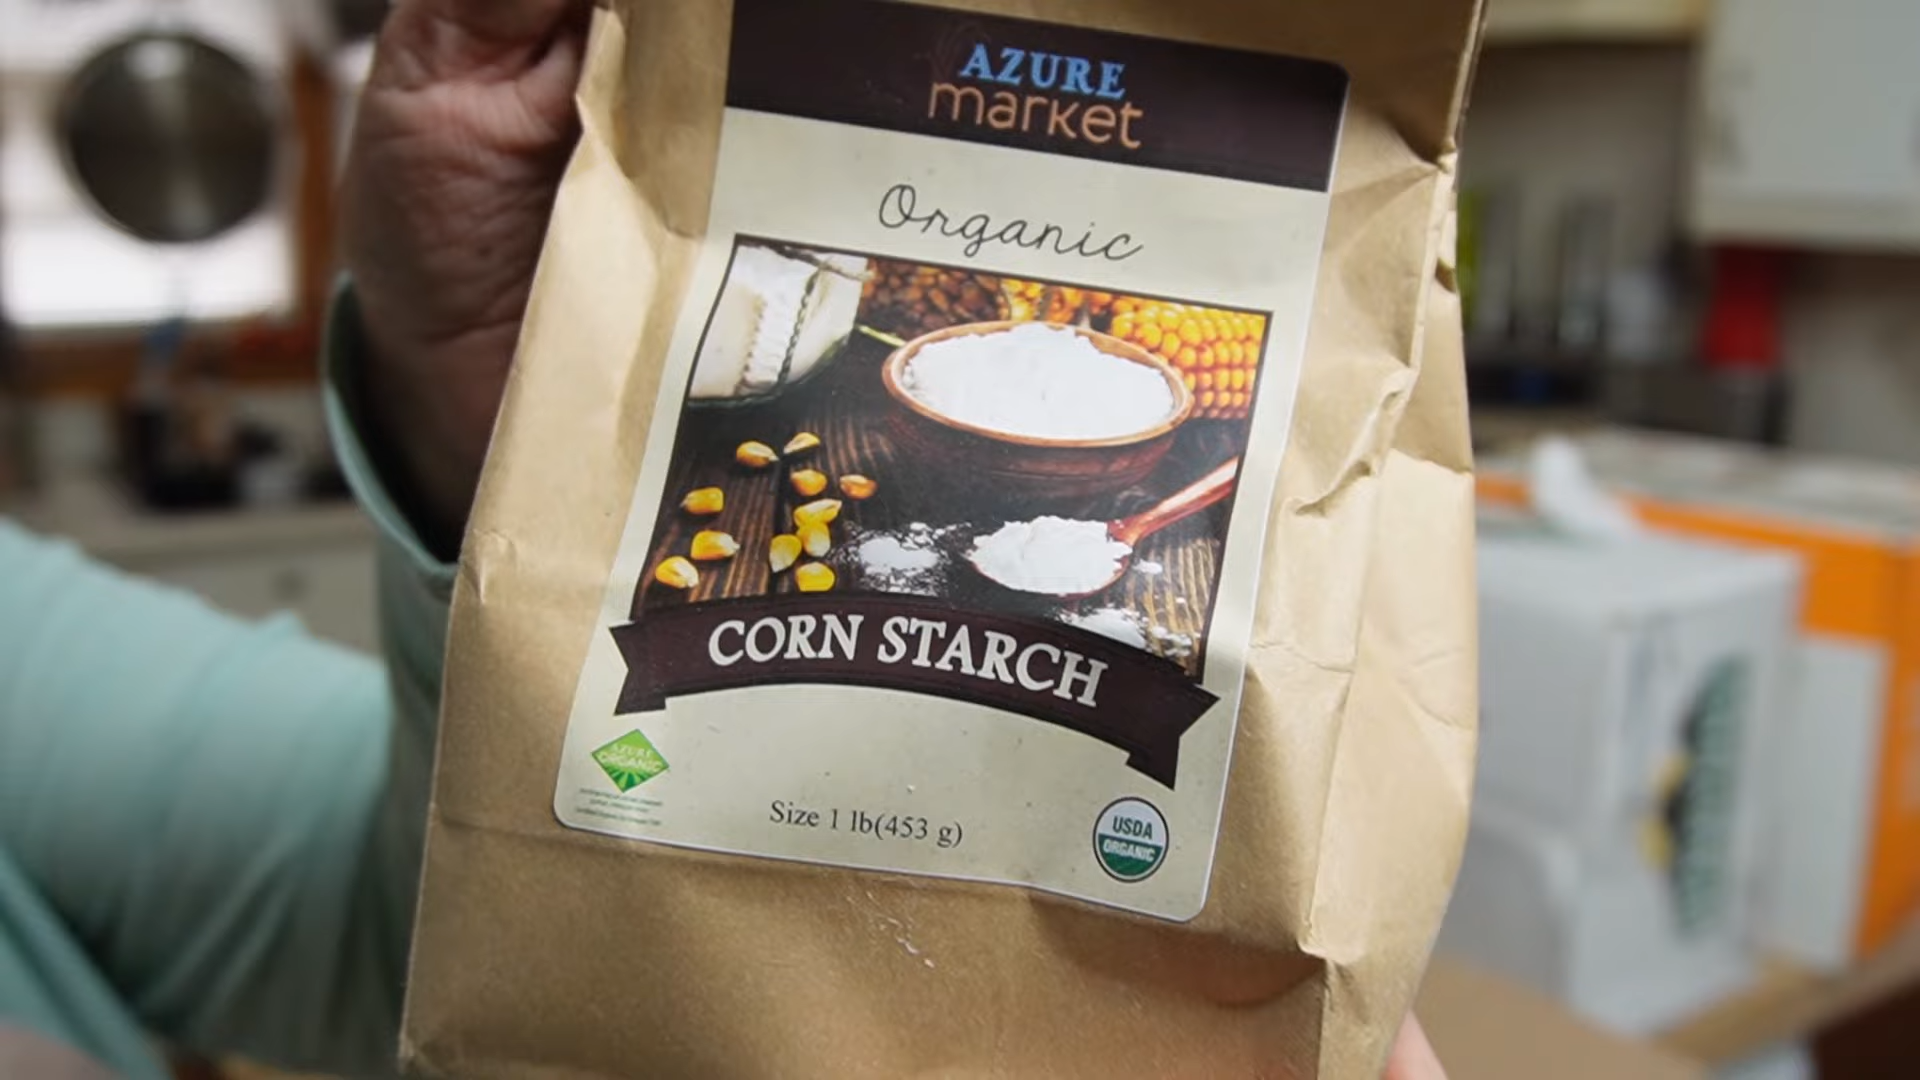 AZURE
market
Organic
CORN STARCH
AZURE
ORGANIC
Size 1 lb(453 g)
USDA
ORGANIC